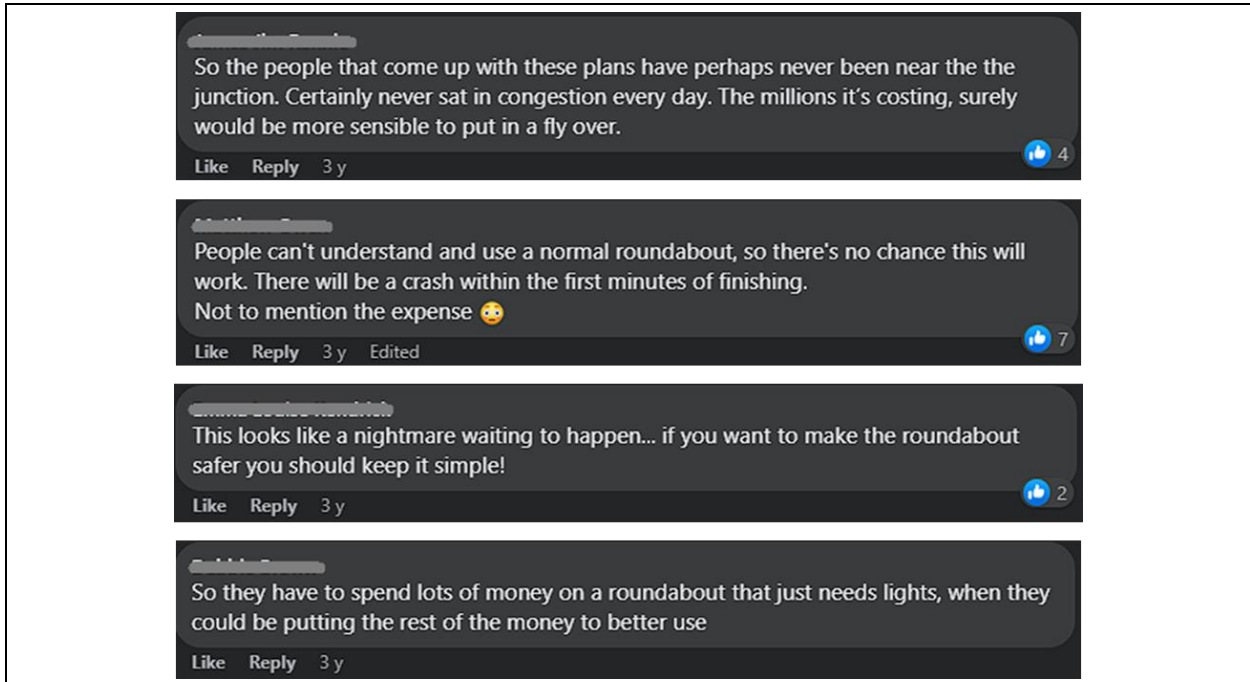 So the people that come up with these plans have perhaps never been near the the
junction. Certainly never sat in congestion every day. The millions it's costing, surely
would be more sensible to put in a fly over.
4
Like Reply 3 y
People can't understand and use a normal roundabout, so there's no chance this will
work. There will be a crash within the first minutes of finishing.
Not to mention the expense 😳
7
Like Reply 3 y Edited
This looks like a nightmare waiting to happen... if you want to make the roundabout
safer you should keep it simple!
2
Like Reply 3 y
So they have to spend lots of money on a roundabout that just needs lights, when they
could be putting the rest of the money to better use
Like Reply 3 y